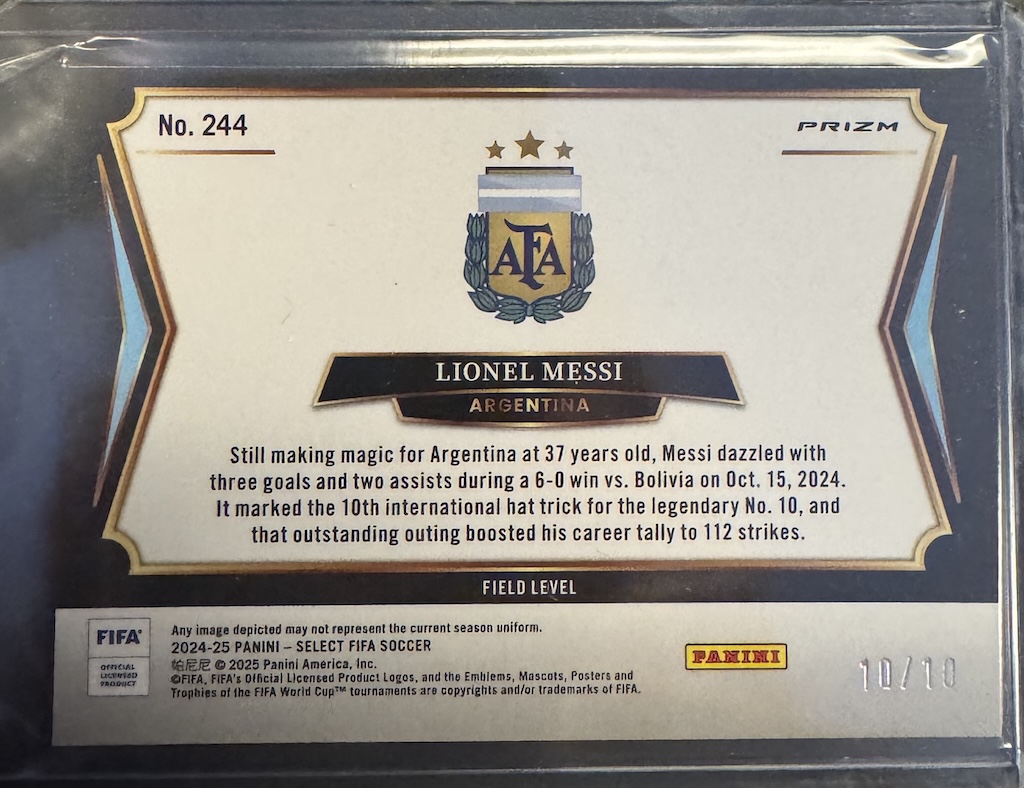 No. 244
PRIZM
AFA
LIONEL MESSI
ARGENTINA
Still making magic for Argentina at 37 years old, Messi dazzled with
three goals and two assists during a 6-0 win vs. Bolivia on Oct. 15, 2024.
It marked the 10th international hat trick for the legendary No. 10, and
that outstanding outing boosted his career tally to 112 strikes.
FIELD LEVEL
FIFA®
OFFICIAL
LICENSED
PRODUCT
Any image depicted may not represent the current season uniform.
2024-25 PANINI – SELECT FIFA SOCCER
帕尼尼 © 2025 Panini America, Inc.
©FIFA, FIFA's Official Licensed Product Logos, and the Emblems, Mascots, Posters and
Trophies of the FIFA World Cup™ tournaments are copyrights and/or trademarks of FIFA.
PANINI
10/10